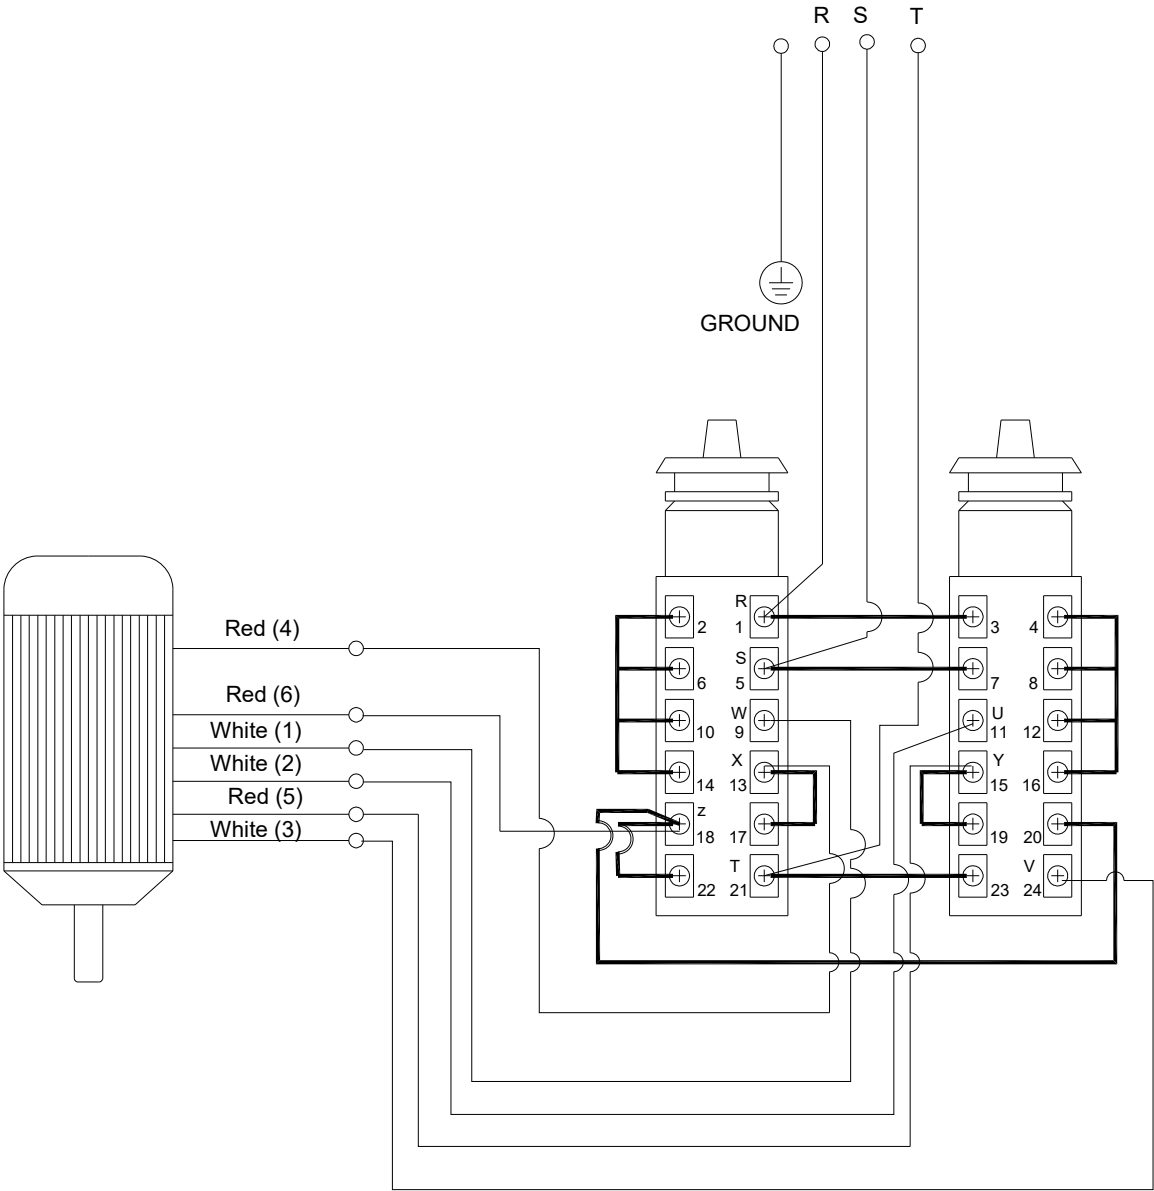 R S T
GROUND
Red (4)
Red (6)
White (1)
White (2)
Red (5)
White (3)
2 R 1
6 S 5
10 W 9
14 X 13
z 18 17
22 T 21
3 4
7 8
U 11 12
Y 15 16
19 20
23 V 24